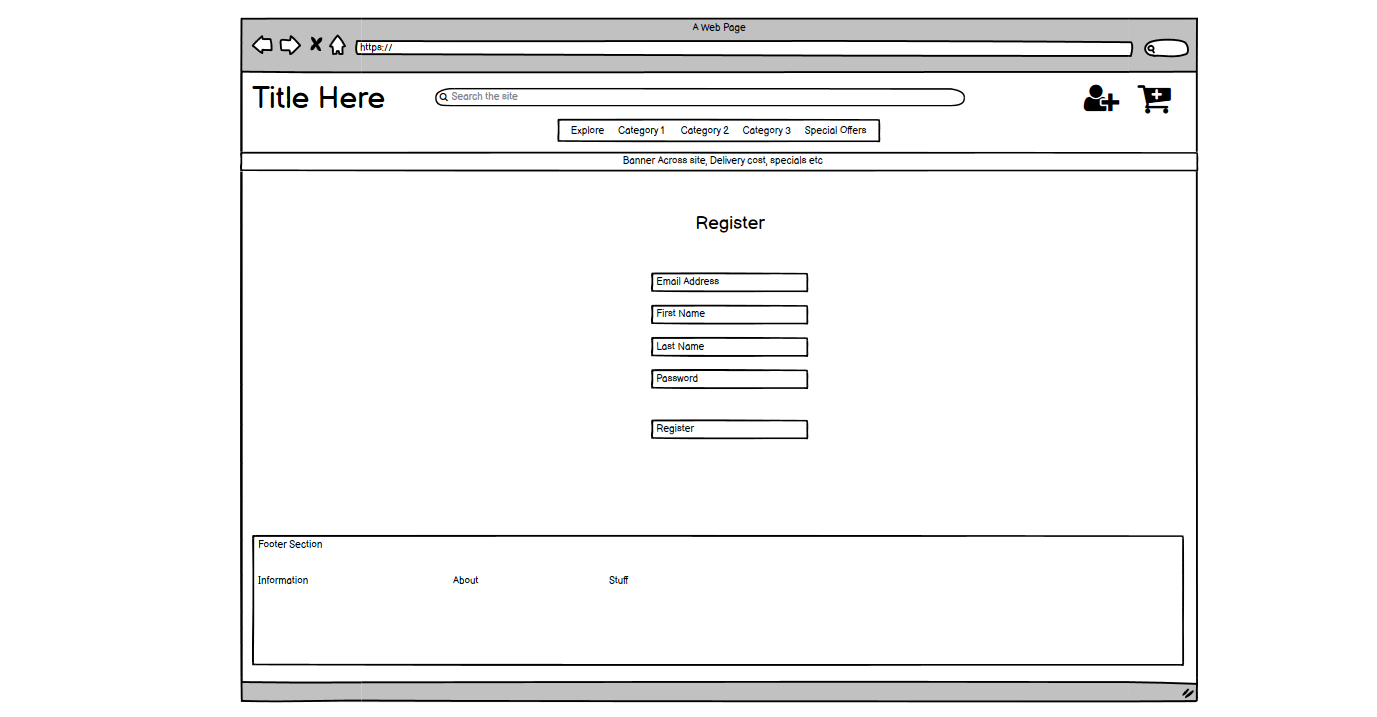 A Web Page
https://
Title Here
Search the site
Explore Category 1 Category 2 Category 3 Special Offers
Banner Across site, Delivery cost, specials etc
Register
Email Address
First Name
Last Name
Password
Register
Footer Section
Information About Stuff